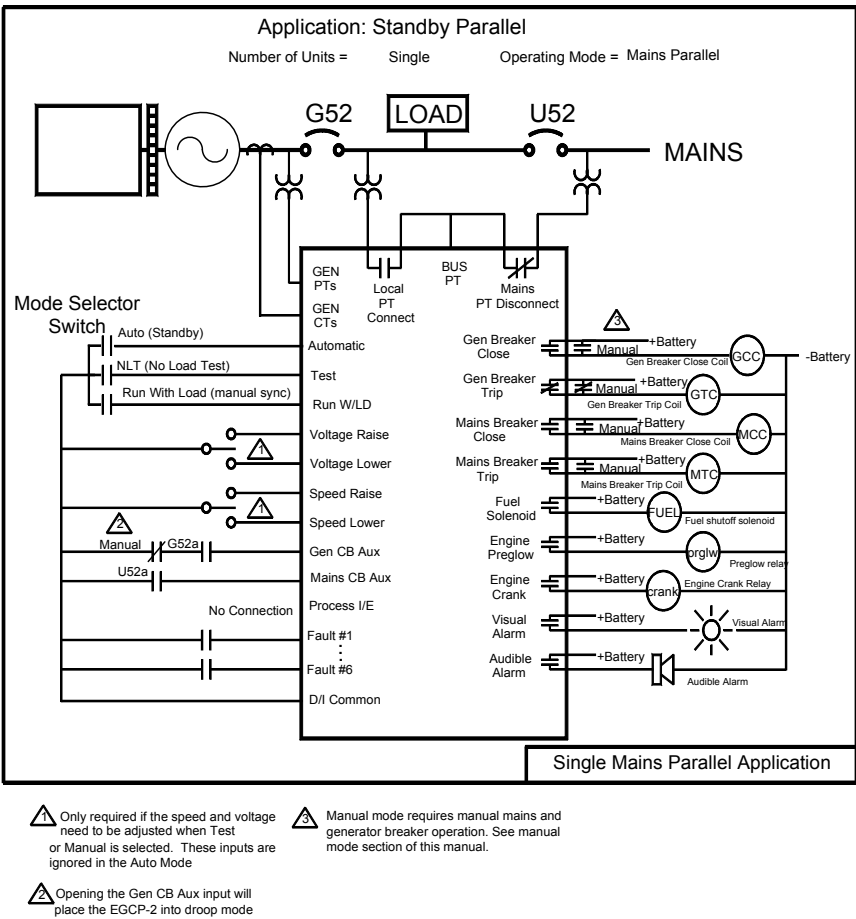 Application: Standby Parallel
Number of Units = Single Operating Mode = Mains Parallel
G52
LOAD
U52
MAINS
GEN PTs
Local PT Connect
BUS PT
Mains PT Disconnect
GEN CTs
Mode Selector Switch
Auto (Standby)
Automatic
NLT (No Load Test)
Test
Run With Load (manual sync)
Run W/LD
Voltage Raise
1
Voltage Lower
Speed Raise
1
Speed Lower
2
Manual
G52a
Gen CB Aux
U52a
Mains CB Aux
No Connection
Process I/E
Fault #1
Fault #6
D/I Common
3
Gen Breaker Close
Manual
+Battery
Gen Breaker Close Coil
GCC
-Battery
Gen Breaker Trip
Manual
+Battery
Gen Breaker Trip Coil
GTC
Mains Breaker Close
Manual
+Battery
Mains Breaker Close Coil
MCC
Mains Breaker Trip
Manual
+Battery
Mains Breaker Trip Coil
MTC
Fuel Solenoid
+Battery
FUEL
Fuel shutoff solenoid
Engine Preglow
+Battery
prglw
Preglow relay
Engine Crank
+Battery
crank
Engine Crank Relay
Visual Alarm
+Battery
Visual Alarm
Audible Alarm
+Battery
Audible Alarm
Single Mains Parallel Application
1 Only required if the speed and voltage
need to be adjusted when Test
or Manual is selected. These inputs are
ignored in the Auto Mode
3 Manual mode requires manual mains and
generator breaker operation. See manual
mode section of this manual.
2 Opening the Gen CB Aux input will
place the EGCP-2 into droop mode